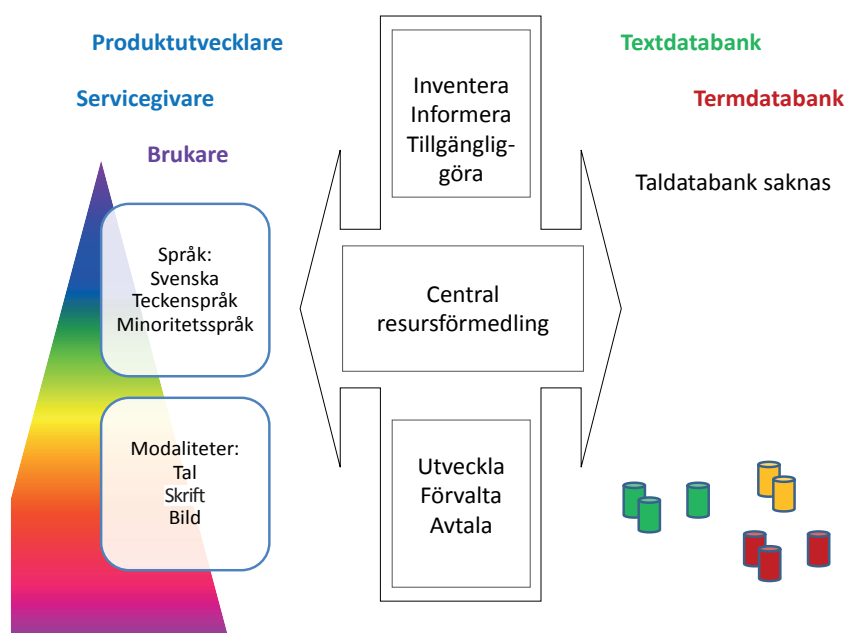 Produktutvecklare
Servicegivare
Brukare
Språk:
Svenska
Teckenspråk
Minoritetsspråk
Modaliteter:
Tal
Skrift
Bild
Inventera
Informera
Tillgänglig-
göra
Central
resursförmedling
Utveckla
Förvalta
Avtala
Textdatabank
Termdatabank
Taldatabank saknas